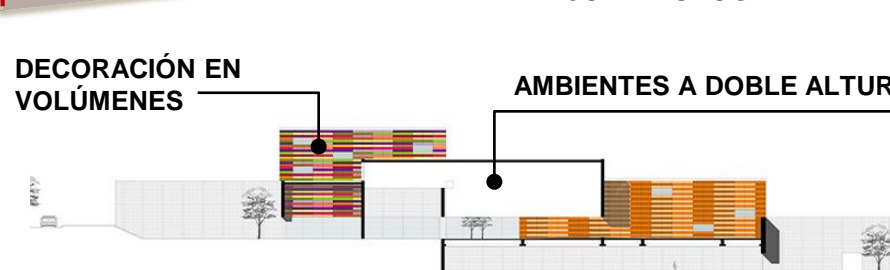 DECORACIÓN EN
VOLÚMENES
AMBIENTES A DOBLE ALTUR